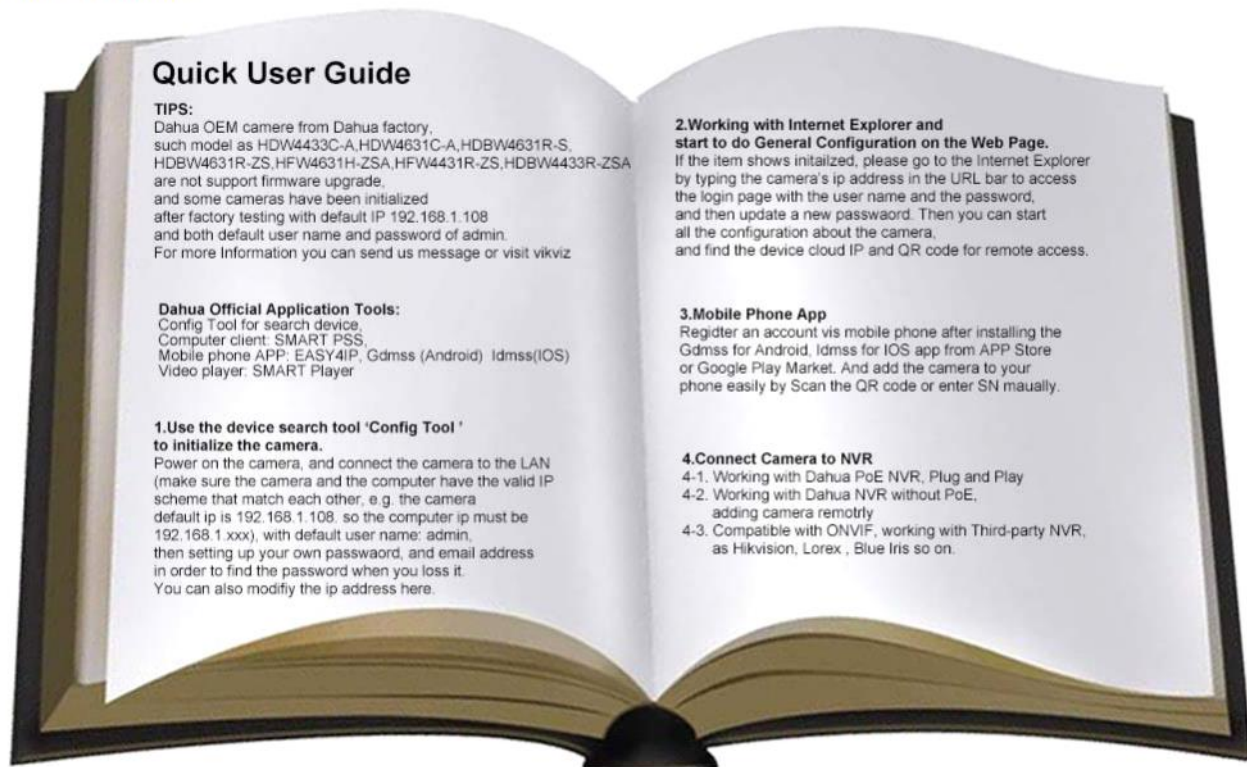 Quick User Guide
TIPS:
Dahua OEM camere from Dahua factory,
such model as HDW4433C-A,HDW4631C-A,HDBW4631R-S,
HDBW4631R-ZS,HFW4631H-ZSA,HFW4431R-ZS,HDBW4433R-ZSA
are not support firmware upgrade,
and some cameras have been initialized
after factory testing with default IP 192.168.1.108
and both default user name and password of admin.
For more Information you can send us message or visit vikviz
Dahua Official Application Tools:
Config Tool for search device,
Computer client: SMART PSS,
Mobile phone APP: EASY4IP, Gdmss (Android) Idmss(IOS)
Video player: SMART Player
1.Use the device search tool ‘Config Tool ’
to initialize the camera.
Power on the camera, and connect the camera to the LAN
(make sure the camera and the computer have the valid IP
scheme that match each other, e.g. the camera
default ip is 192.168.1.108. so the computer ip must be
192.168.1.xxx), with default user name: admin,
then setting up your own passwaord, and email address
in order to find the password when you loss it.
You can also modifiy the ip address here.
2.Working with Internet Explorer and
start to do General Configuration on the Web Page.
If the item shows initailzed, please go to the Internet Explorer
by typing the camera's ip address in the URL bar to access
the login page with the user name and the password,
and then update a new passwaord. Then you can start
all the configuration about the camera,
and find the device cloud IP and QR code for remote access.
3.Mobile Phone App
Regidter an account vis mobile phone after installing the
Gdmss for Android, Idmss for IOS app from APP Store
or Google Play Market. And add the camera to your
phone easily by Scan the QR code or enter SN maually.
4.Connect Camera to NVR
4-1. Working with Dahua PoE NVR, Plug and Play
4-2. Working with Dahua NVR without PoE,
adding camera remotrly
4-3. Compatible with ONVIF, working with Third-party NVR,
as Hikvision, Lorex , Blue Iris so on.